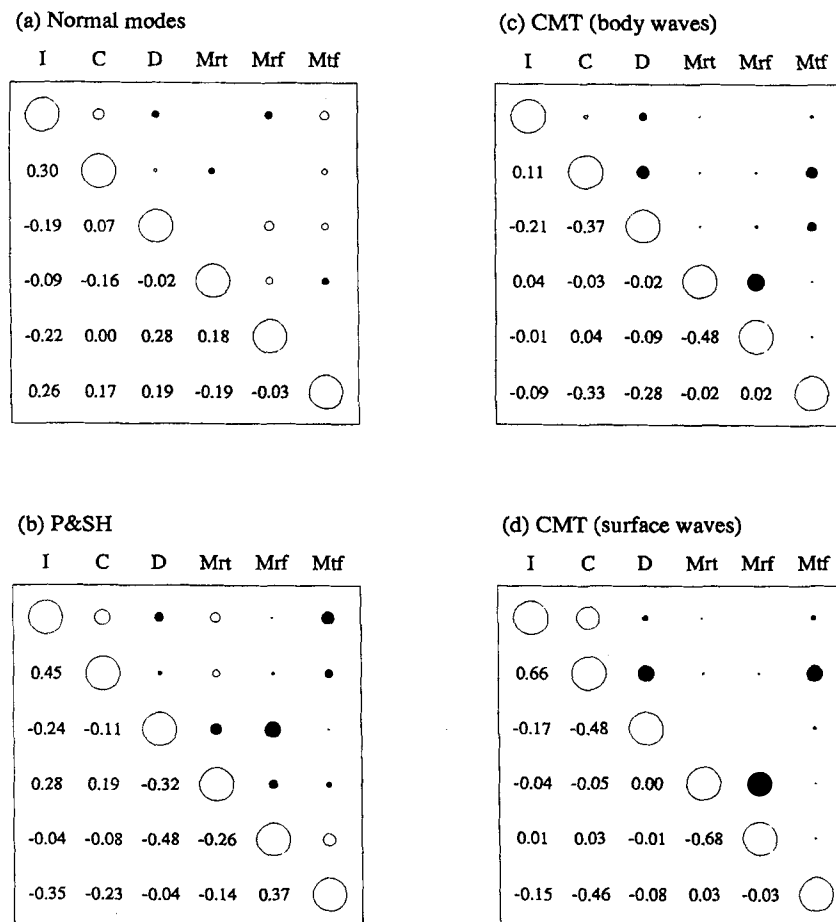 (a) Normal modes
I C D Mrt Mrf Mtf
0.30
-0.19 0.07
-0.09 -0.16 -0.02
-0.22 0.00 0.28 0.18
0.26 0.17 0.19 -0.19 -0.03
(c) CMT (body waves)
I C D Mrt Mrf Mtf
0.11
-0.21 -0.37
0.04 -0.03 -0.02
-0.01 0.04 -0.09 -0.48
-0.09 -0.33 -0.28 -0.02 0.02
(b) P&SH
I C D Mrt Mrf Mtf
0.45
-0.24 -0.11
0.28 0.19 -0.32
-0.04 -0.08 -0.48 -0.26
-0.35 -0.23 -0.04 -0.14 0.37
(d) CMT (surface waves)
I C D Mrt Mrf Mtf
0.66
-0.17 -0.48
-0.04 -0.05 0.00
0.01 0.03 -0.01 -0.68
-0.15 -0.46 -0.08 0.03 -0.03